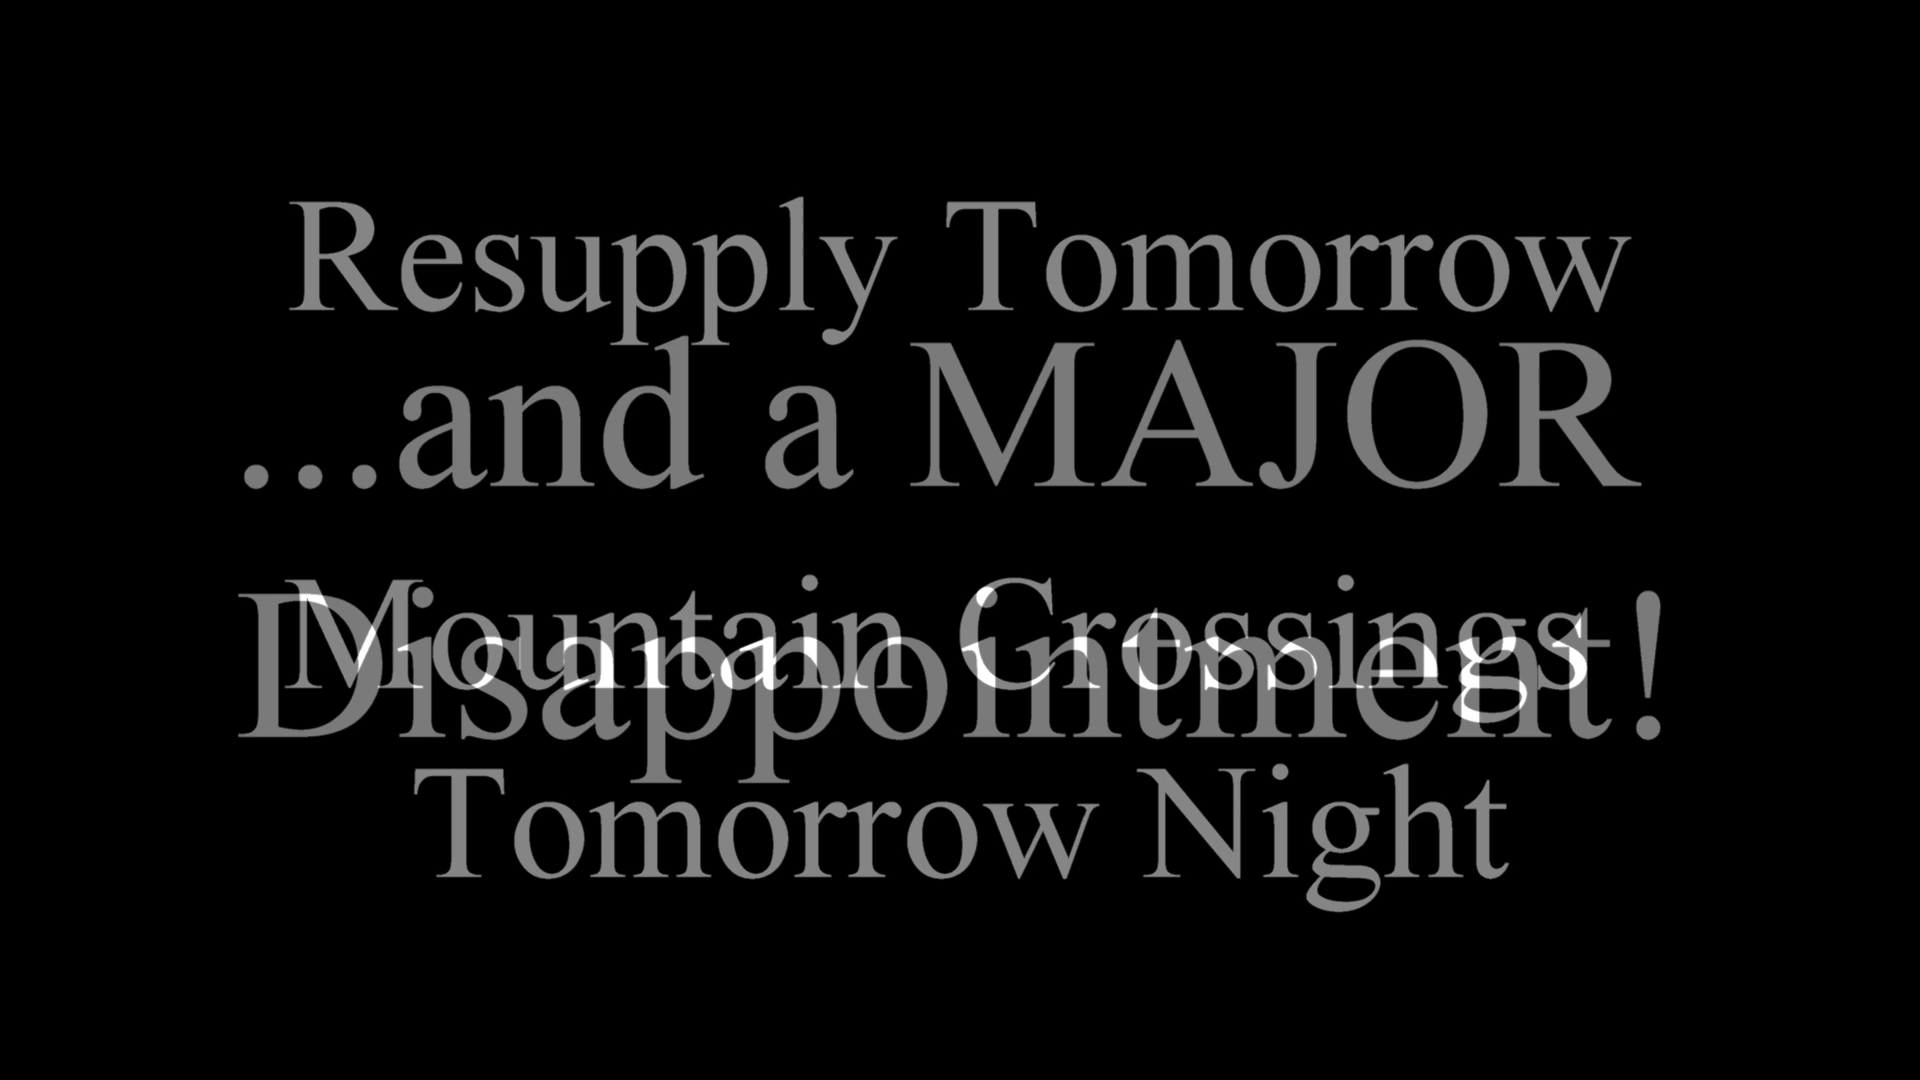 Resupply Tomorrow
...and a MAJOR
Mountain Crossings
Disappointment!
Tomorrow Night